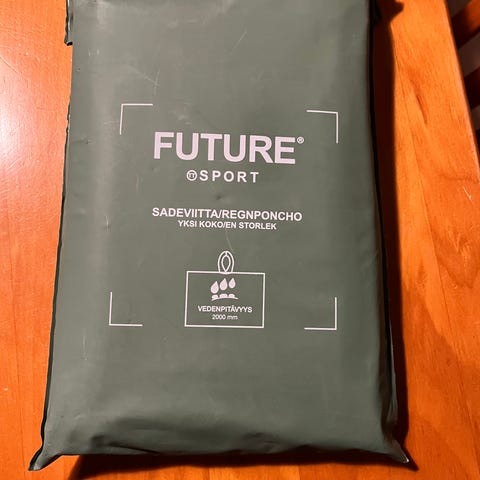 FUTURE®
SPORT
SADEVIITTA/REGNPONCHO
YKSI KOKO/EN STORLEK
VEDENPITÄVYYS
2000 mm